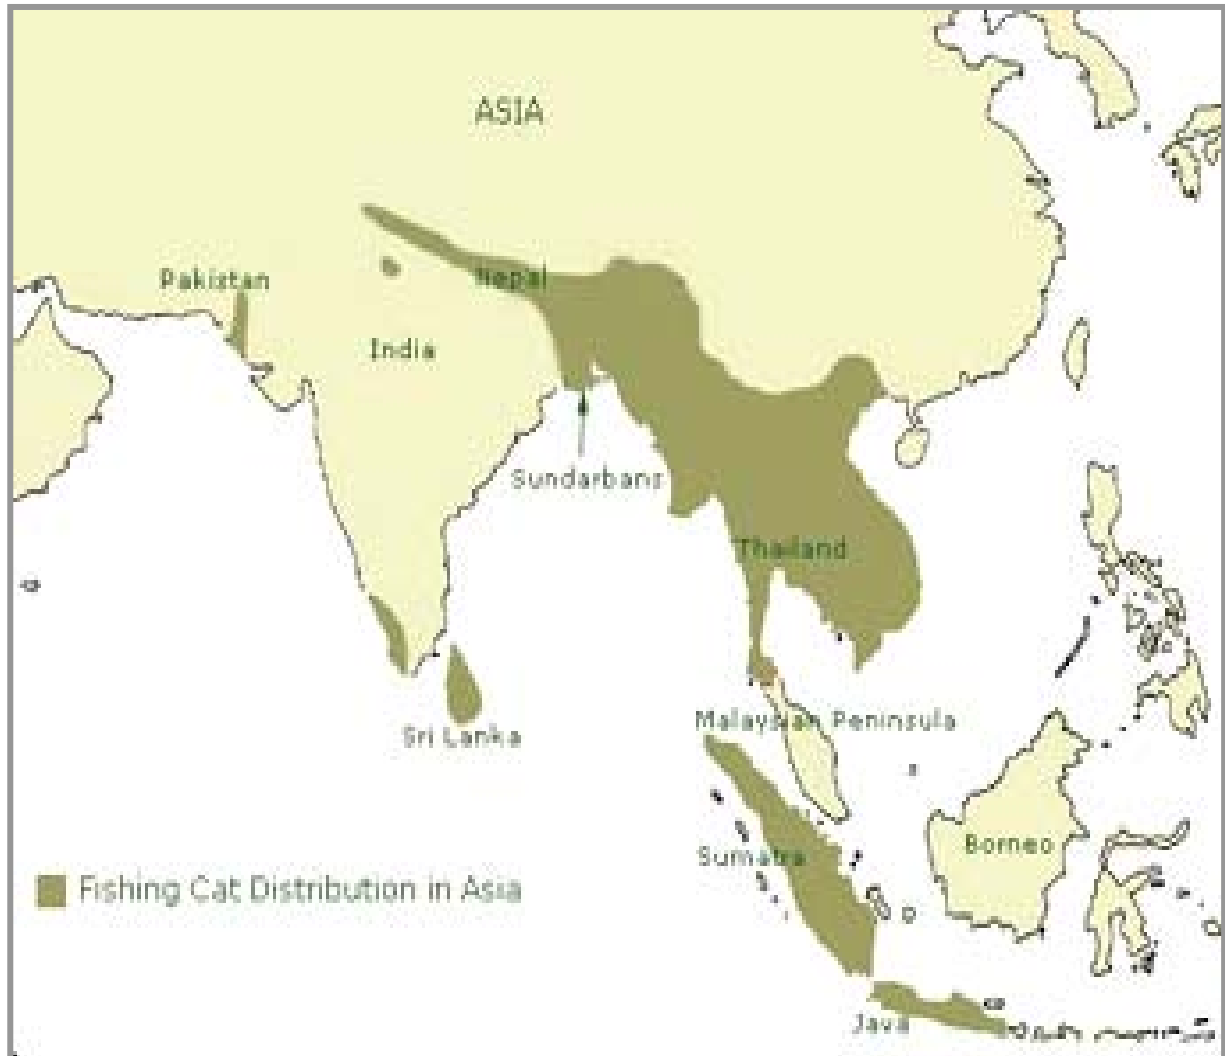 ASIA
Pakistan
Nepal
India
Sundarbans
Thailand
Sri Lanka
Malaysian Peninsula
Sumatra
Borneo
Fishing Cat Distribution in Asia
Java